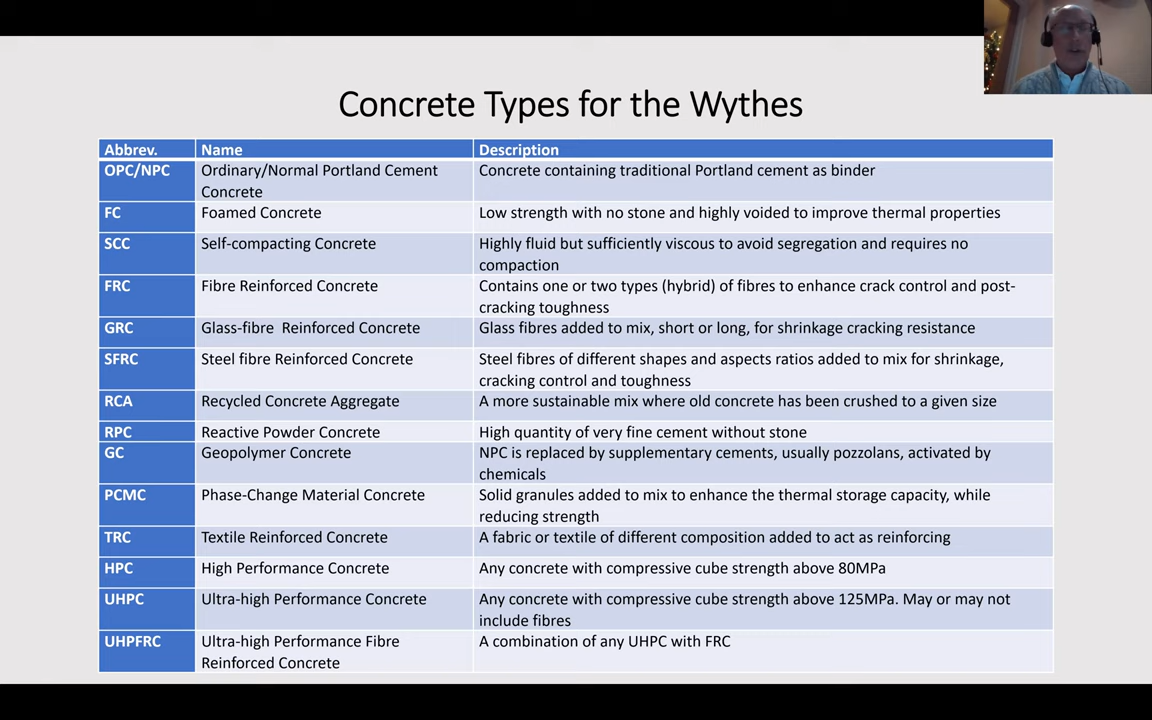 Concrete Types for the Wythes
Abbrev. Name Description
OPC/NPC Ordinary/Normal Portland Cement Concrete containing traditional Portland cement as binder
Concrete
FC Foamed Concrete Low strength with no stone and highly voided to improve thermal properties
SCC Self-compacting Concrete Highly fluid but sufficiently viscous to avoid segregation and requires no
compaction
FRC Fibre Reinforced Concrete Contains one or two types (hybrid) of fibres to enhance crack control and post-
cracking toughness
GRC Glass-fibre Reinforced Concrete Glass fibres added to mix, short or long, for shrinkage cracking resistance
SFRC Steel fibre Reinforced Concrete Steel fibres of different shapes and aspects ratios added to mix for shrinkage,
cracking control and toughness
RCA Recycled Concrete Aggregate A more sustainable mix where old concrete has been crushed to a given size
RPC Reactive Powder Concrete High quantity of very fine cement without stone
GC Geopolymer Concrete NPC is replaced by supplementary cements, usually pozzolans, activated by
chemicals
PCMC Phase-Change Material Concrete Solid granules added to mix to enhance the thermal storage capacity, while
reducing strength
TRC Textile Reinforced Concrete A fabric or textile of different composition added to act as reinforcing
HPC High Performance Concrete Any concrete with compressive cube strength above 80MPa
UHPC Ultra-high Performance Concrete Any concrete with compressive cube strength above 125MPa. May or may not
include fibres
UHPFRC Ultra-high Performance Fibre A combination of any UHPC with FRC
Reinforced Concrete